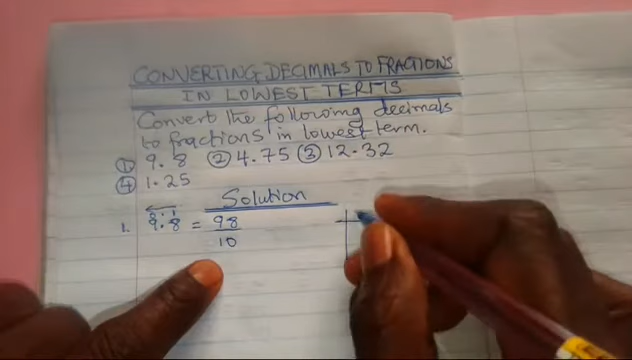 CONVERTING DECIMALS TO FRACTIONS
IN LOWEST TERMS
Convert the following decimals
to fractions in lowest term.
① 9.8 ② 4.75 ③ 12.32
④ 1.25
Solution
1. 9.8 = 98/10